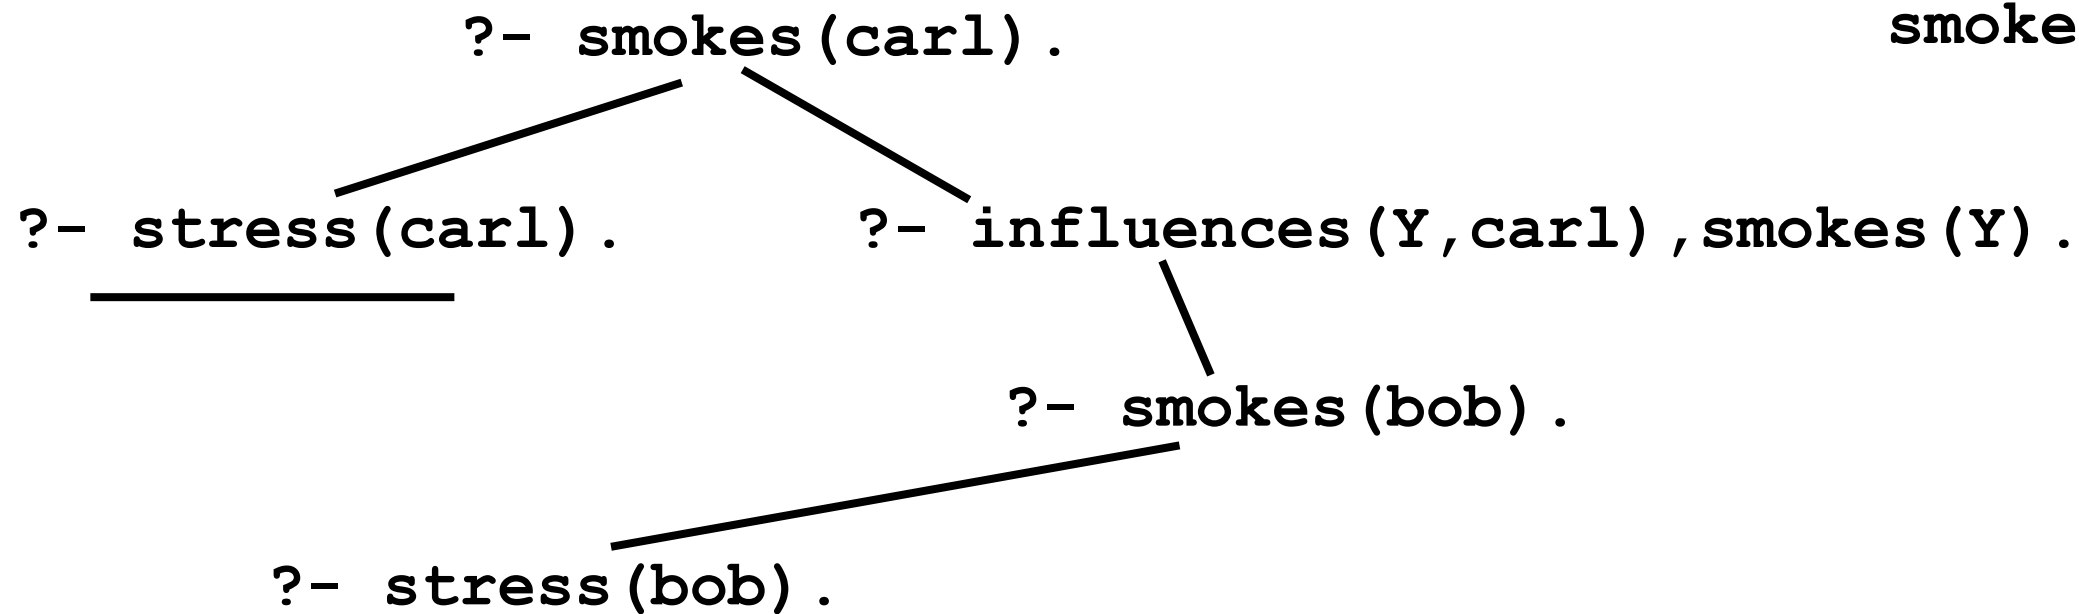 ?- smokes(carl).
smoke
?- stress(carl).
?- influences(Y,carl),smokes(Y).
?- smokes(bob).
?- stress(bob).